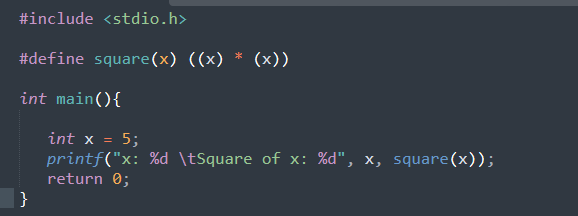 #include <stdio.h>
#define square(x) ((x) * (x))
int main(){
int x = 5;
printf("x: %d \tSquare of x: %d", x, square(x));
return 0;
}